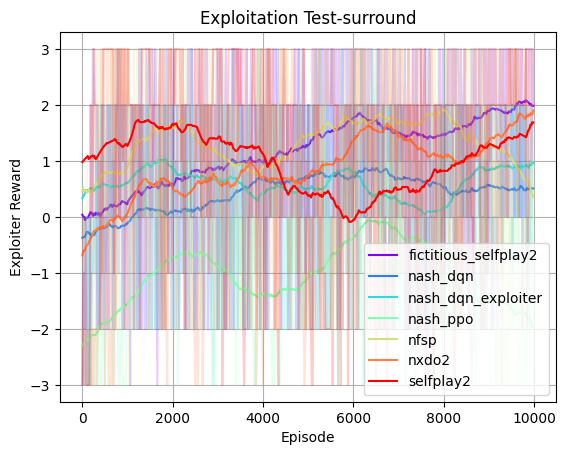 Exploitation Test-surround
3
2
1
0
−1
−2
−3
Exploiter Reward
fictitious_selfplay2
nash_dqn
nash_dqn_exploiter
nash_ppo
nfsp
nxdo2
selfplay2
0 2000 4000 6000 8000 10000
Episode